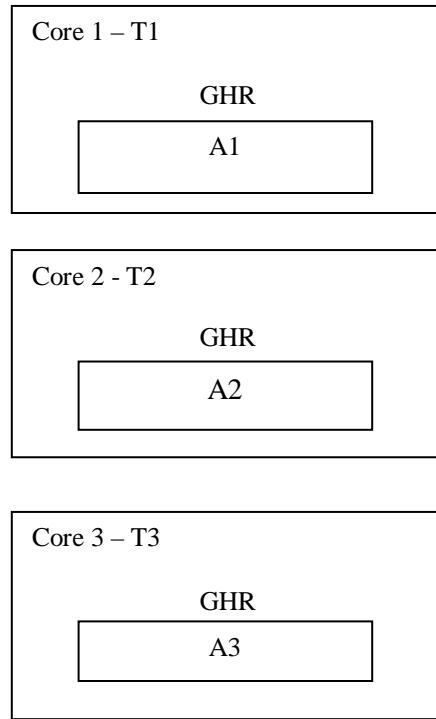 Core 1 – T1
GHR
A1
Core 2 - T2
GHR
A2
Core 3 – T3
GHR
A3